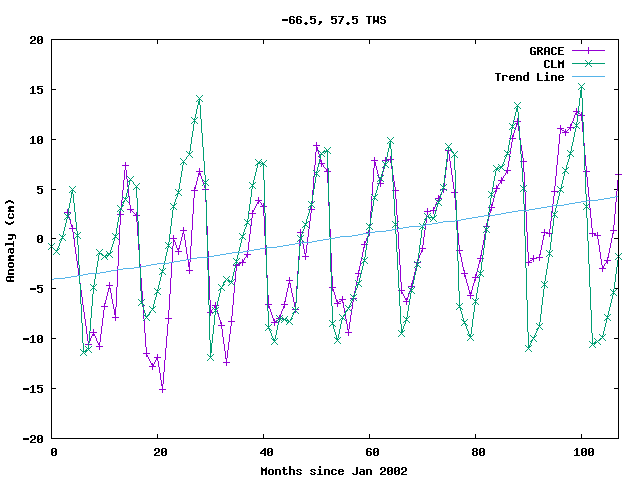 -66.5, 57.5 TWS
GRACE
CLM
Trend Line
20
15
10
5
0
-5
-10
-15
-20
Anomaly (cm)
0 20 40 60 80 100
Months since Jan 2002